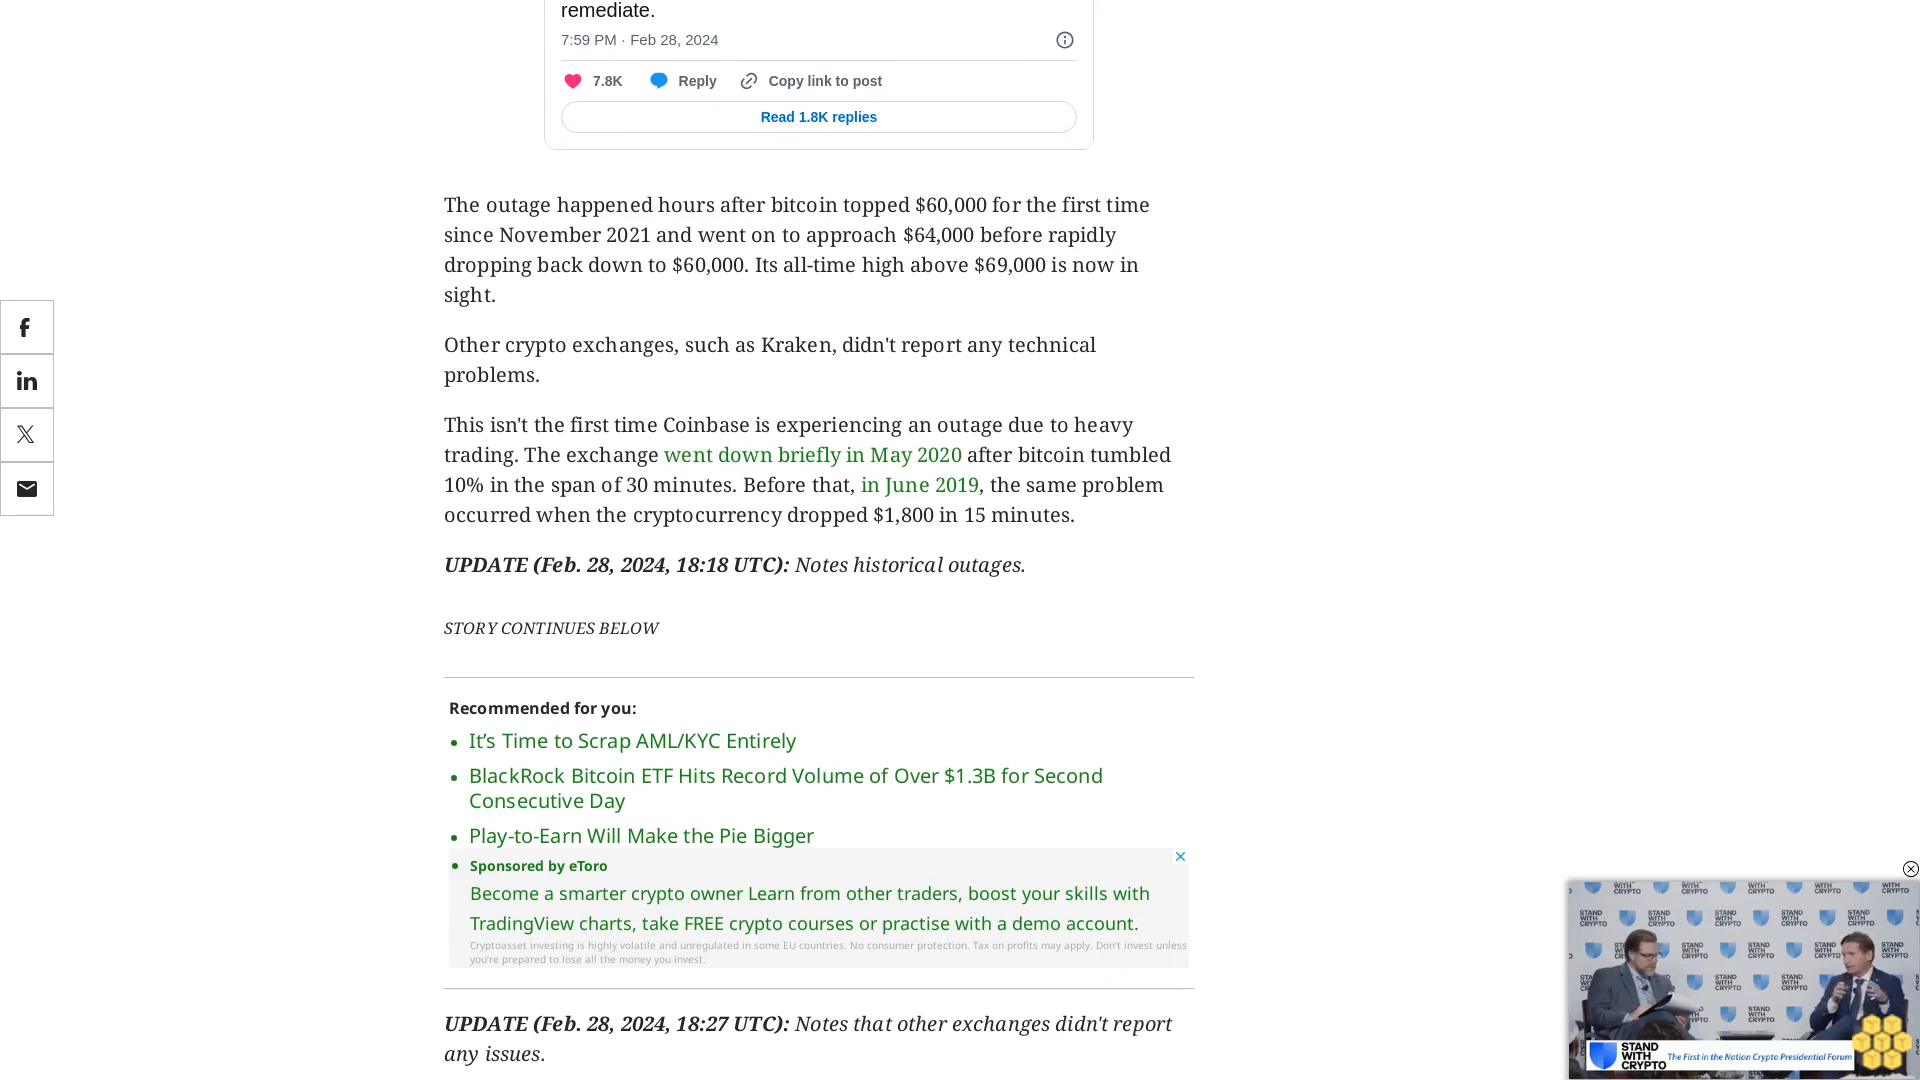 remediate.
7:59 PM · Feb 28, 2024
7.8K Reply Copy link to post
Read 1.8K replies
The outage happened hours after bitcoin topped $60,000 for the first time
since November 2021 and went on to approach $64,000 before rapidly
dropping back down to $60,000. Its all-time high above $69,000 is now in
sight.
Other crypto exchanges, such as Kraken, didn't report any technical
problems.
This isn't the first time Coinbase is experiencing an outage due to heavy
trading. The exchange went down briefly in May 2020 after bitcoin tumbled
10% in the span of 30 minutes. Before that, in June 2019, the same problem
occurred when the cryptocurrency dropped $1,800 in 15 minutes.
UPDATE (Feb. 28, 2024, 18:18 UTC): Notes historical outages.
STORY CONTINUES BELOW
Recommended for you:
• It’s Time to Scrap AML/KYC Entirely
• BlackRock Bitcoin ETF Hits Record Volume of Over $1.3B for Second
Consecutive Day
• Play-to-Earn Will Make the Pie Bigger
• Sponsored by eToro
Become a smarter crypto owner Learn from other traders, boost your skills with
TradingView charts, take FREE crypto courses or practise with a demo account.
Cryptoasset investing is highly volatile and unregulated in some EU countries. No consumer protection. Tax on profits may apply. Don’t invest unless
you’re prepared to lose all the money you invest.
UPDATE (Feb. 28, 2024, 18:27 UTC): Notes that other exchanges didn't report
any issues.
STAND
WITH
CRYPTO
The First in the Nation Crypto Presidential Forum